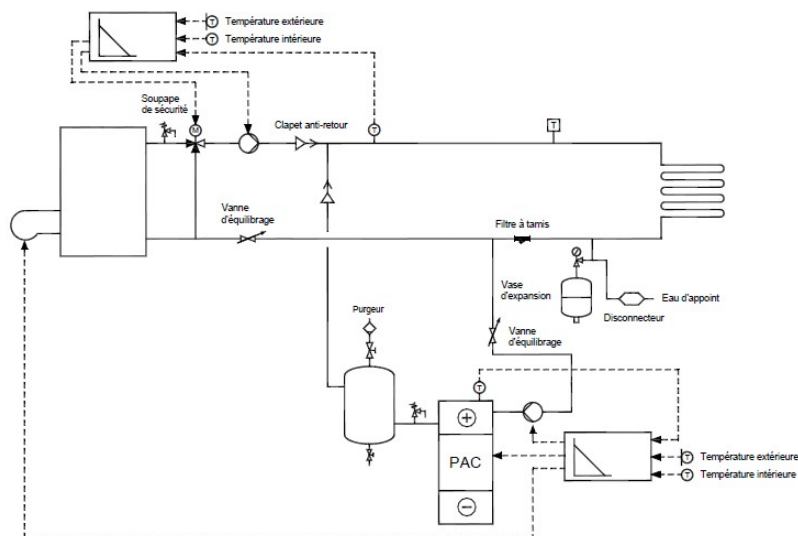 T Température extérieure
T Température intérieure
Soupape
de sécurité
M
Clapet anti-retour
T
T
Vanne
d'équilibrage
Filtre à tamis
Vase
d'expansion
Eau d'appoint
Disconnecteur
Purgeur
Vanne
d'équilibrage
T
PAC
T Température extérieure
T Température intérieure